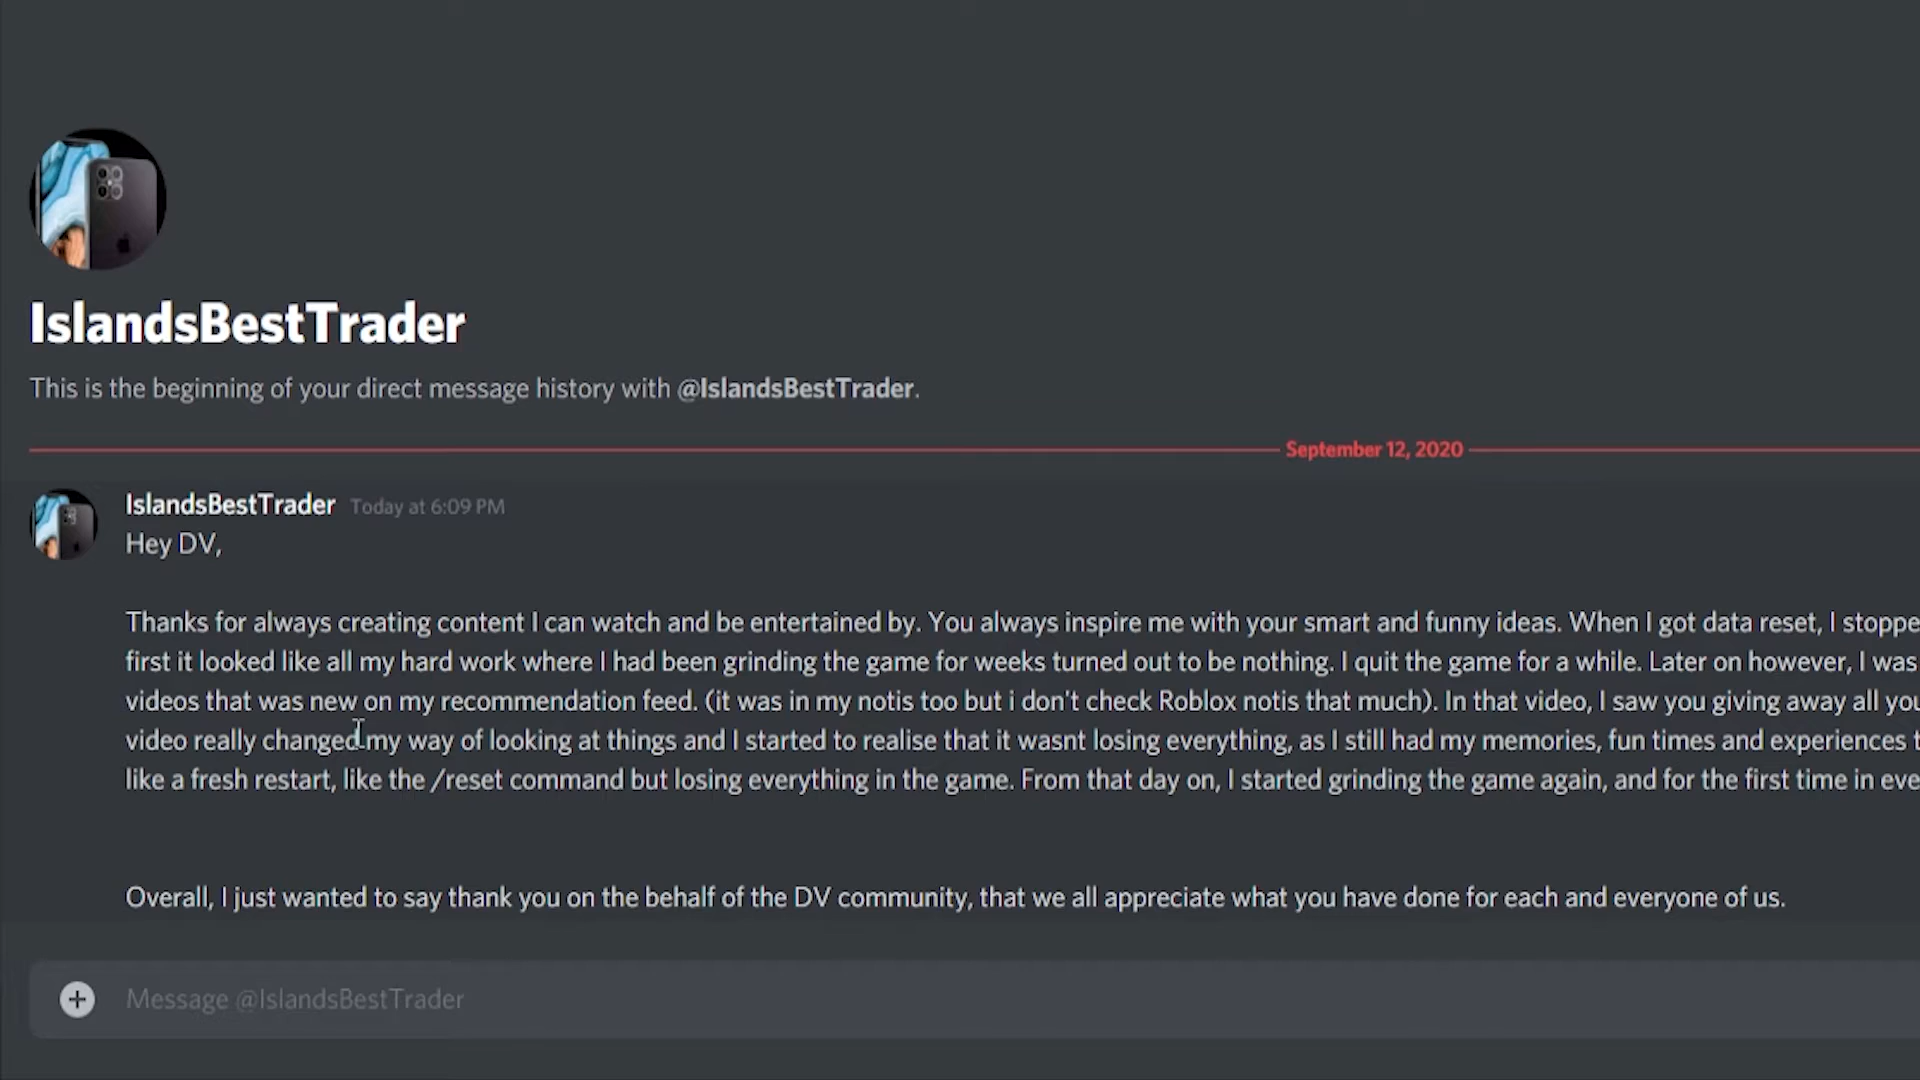 IslandsBestTrader
This is the beginning of your direct message history with @IslandsBestTrader.
September 12, 2020
IslandsBestTrader Today at 6:09 PM
Hey DV,
Thanks for always creating content I can watch and be entertained by. You always inspire me with your smart and funny ideas. When I got data reset, I stoppe
first it looked like all my hard work where I had been grinding the game for weeks turned out to be nothing. I quit the game for a while. Later on however, I was
videos that was new on my recommendation feed. (it was in my notis too but i don't check Roblox notis that much). In that video, I saw you giving away all you
video really changed my way of looking at things and I started to realise that it wasnt losing everything, as I still had my memories, fun times and experiences t
like a fresh restart, like the /reset command but losing everything in the game. From that day on, I started grinding the game again, and for the first time in eve
Overall, I just wanted to say thank you on the behalf of the DV community, that we all appreciate what you have done for each and everyone of us.
Message @IslandsBestTrader